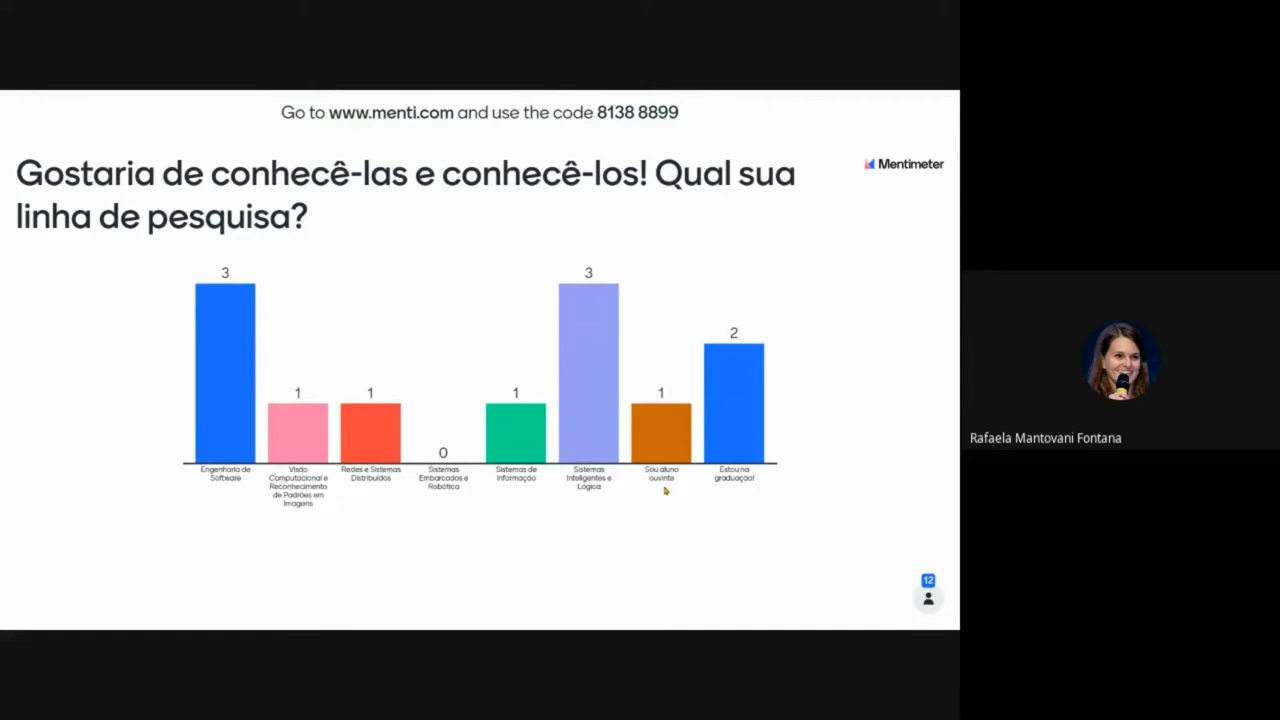 Go to www.menti.com and use the code 8138 8899
Gostaria de conhecê-las e conhecê-los! Qual sua
linha de pesquisa?
Mentimeter
3
1
1
0
1
3
1
2
Engenharia de
Software
Visão
Computacional e
Reconhecimento
de Padrões em
Imagens
Redes e Sistemas
Distribuídos
Sistemas
Embarcados e
Robótica
Sistemas de
Informação
Sistemas
Inteligentes e
Lógica
Sou aluno
ouvinte
Estou na
graduação!
12
Rafaela Mantovani Fontana